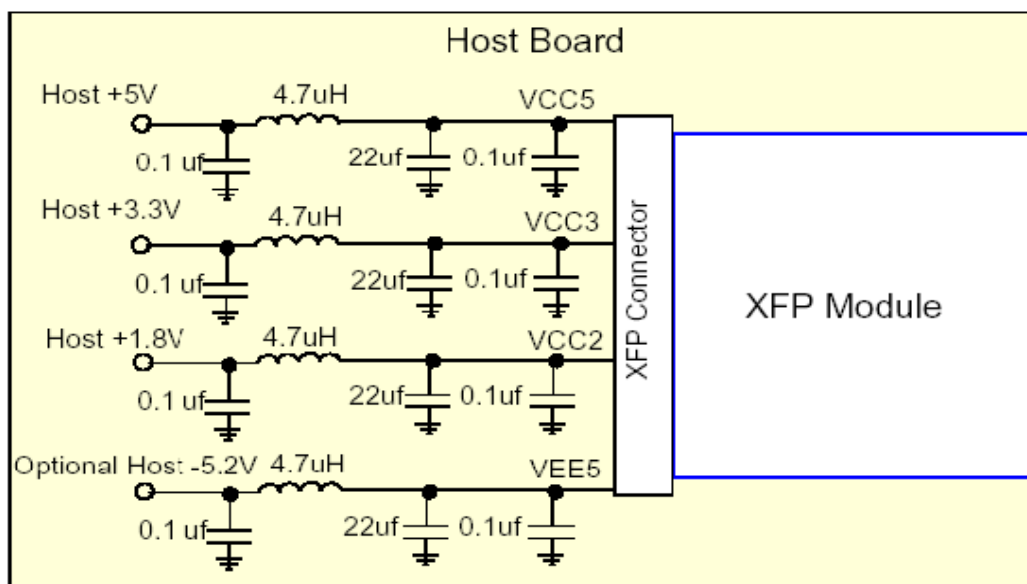 Host Board
Host +5V
4.7uH
VCC5
0.1 uf
22uf
0.1uf
Host +3.3V
4.7uH
VCC3
0.1 uf
22uf
0.1uf
Host +1.8V
4.7uH
VCC2
0.1 uf
22uf
0.1uf
Optional Host -5.2V
4.7uH
VEE5
0.1 uf
22uf
0.1uf
XFP Connector
XFP Module